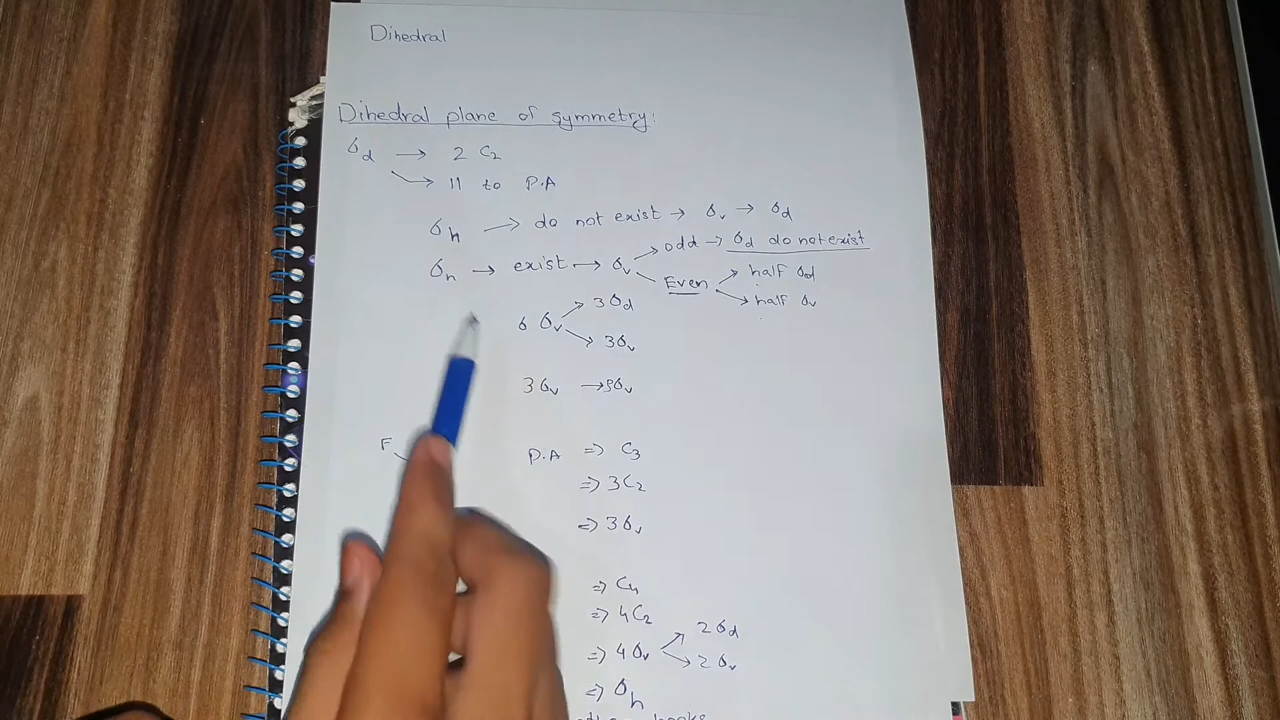 Dihedral
Dihedral plane of symmetry:
σd → 2 C2
→ 11 to P.A
σh → do not exist → σv → σd
σh → exist → σv → odd → σd do not exist
Even → half σd
→ half σv
6 σv → 3σd
→ 3σv
3σv → 3σv
F
P.A ⇒ C3
⇒ 3C2
⇒ 3σv
⇒ C4
⇒ 4C2
⇒ 4σv → 2σd
→ 2σv
⇒ σh